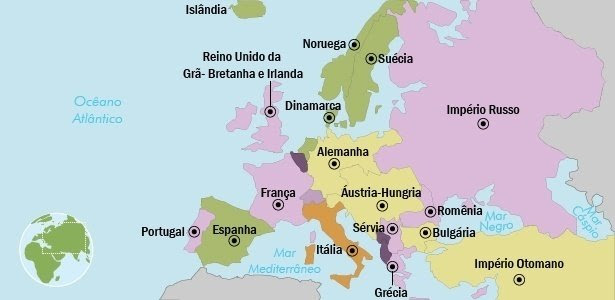 Islândia
Noruega
Suécia
Reino Unido da
Grã- Bretanha e Irlanda
Dinamarca
Oceano
Atlântico
Império Russo
Alemanha
França
Áustria-Hungria
Romênia
Mar
Negro
Mar
Cáspio
Portugal
Espanha
Sérvia
Bulgária
Mar
Mediterrâneo
Itália
Império Otomano
Grécia